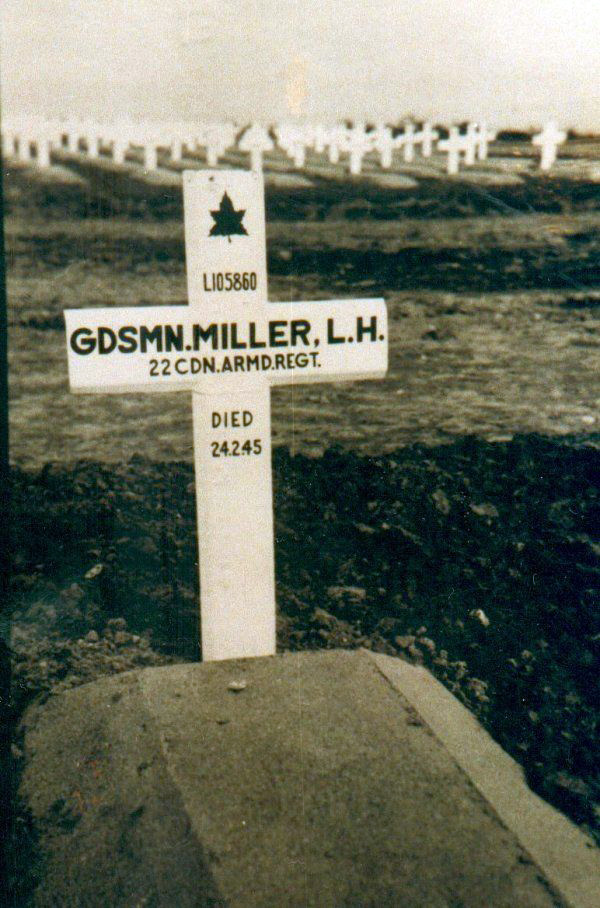 L105860
GDSMN.MILLER, L.H.
22 CDN.ARMD.REGT.
DIED
24.2.45